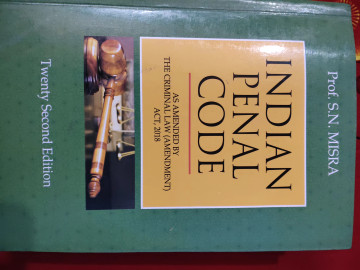 Prof. S.N. MISRA
INDIAN
PENAL
CODE
AS AMENDED BY
THE CRIMINAL LAW (AMENDMENT)
ACT, 2018
Twenty Second Edition